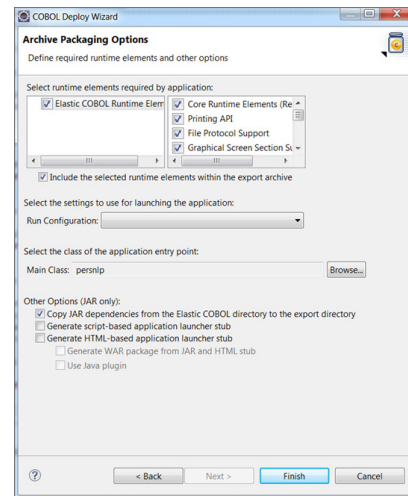 COBOL Deploy Wizard
Archive Packaging Options
Define required runtime elements and other options
Select runtime elements required by application:
Elastic COBOL Runtime Elem
Core Runtime Elements (Re
Printing API
File Protocol Support
Graphical Screen Section Su
Include the selected runtime elements within the export archive
Select the settings to use for launching the application:
Run Configuration:
Select the class of the application entry point:
Main Class: persnlp Browse...
Other Options (JAR only):
Copy JAR dependencies from the Elastic COBOL directory to the export directory
Generate script-based application launcher stub
Generate HTML-based application launcher stub
Generate WAR package from JAR and HTML stub
Use Java plugin
? < Back Next > Finish Cancel